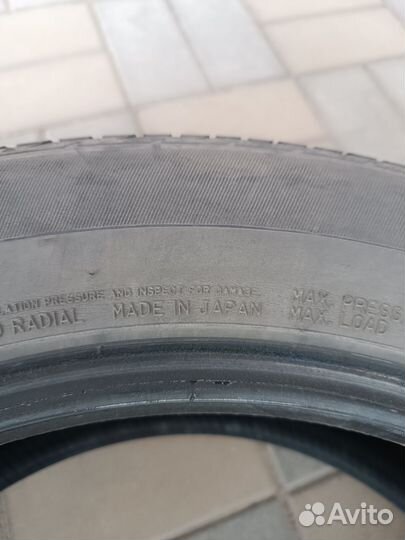 LATION PRESSURE AND INSPECT FOR DAMAGE.
RADIAL MADE IN JAPAN MAX. PRESS
MAX. LOAD
Avito